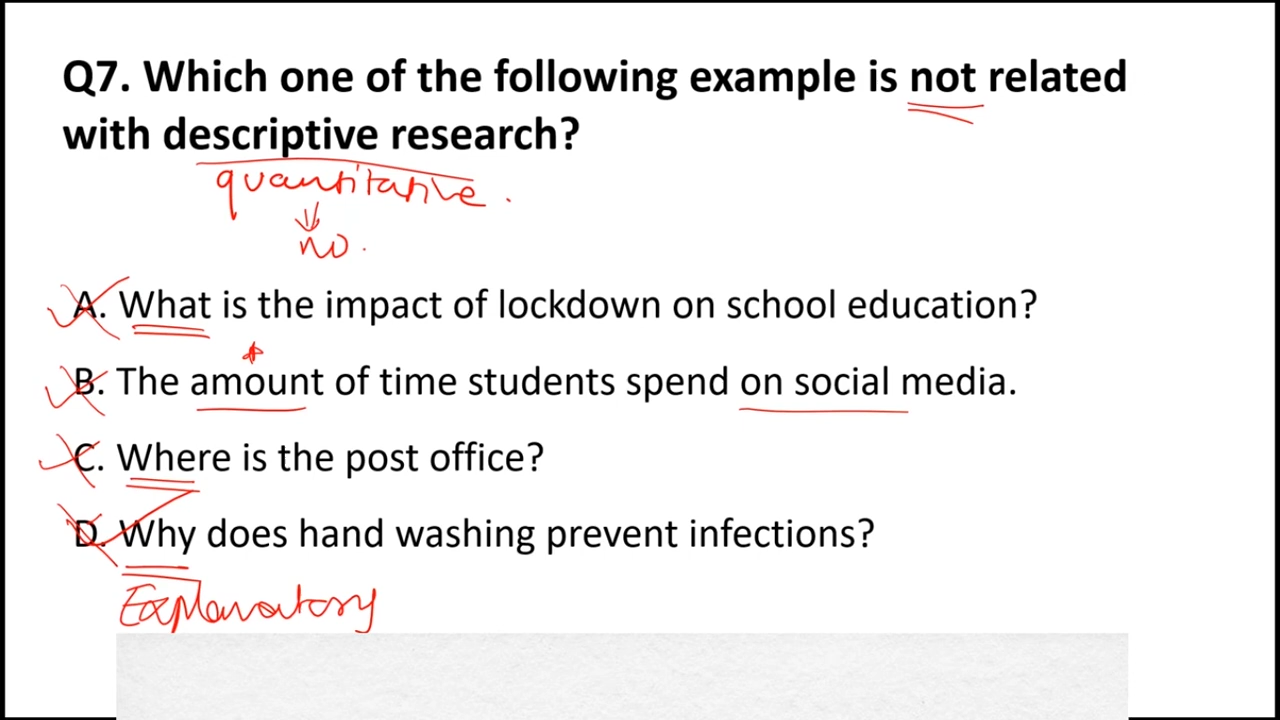 Q7. Which one of the following example is not related
with descriptive research?
quantitative.
no.
A. What is the impact of lockdown on school education?
B. The amount of time students spend on social media.
C. Where is the post office?
D. Why does hand washing prevent infections?
Explanatory